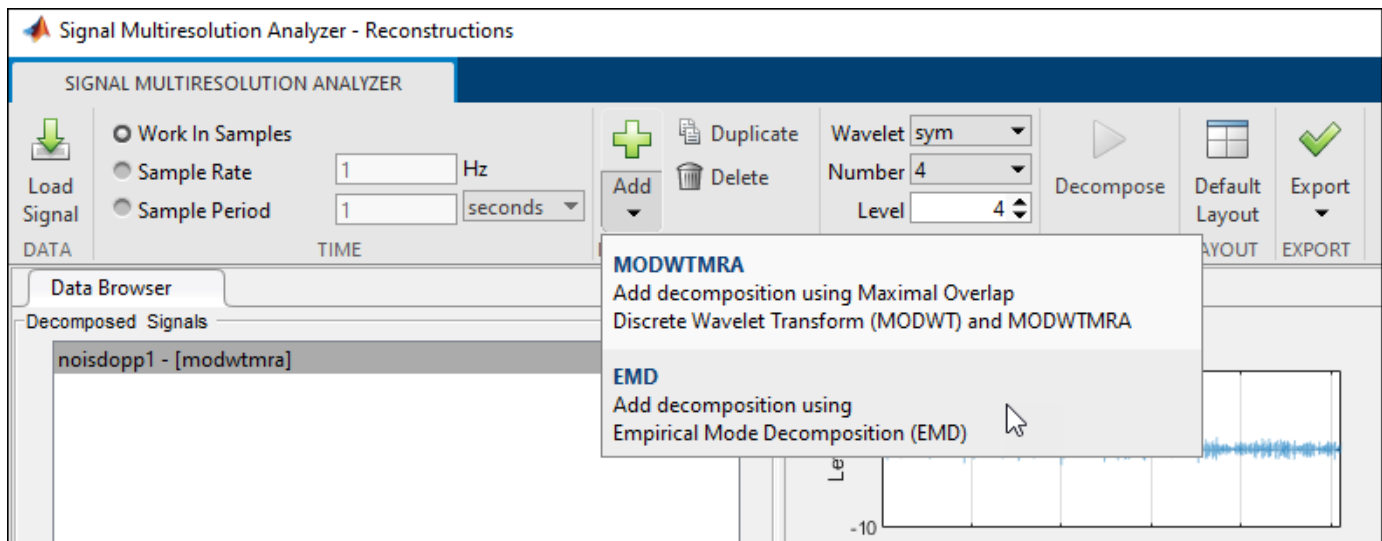 Signal Multiresolution Analyzer - Reconstructions
SIGNAL MULTIRESOLUTION ANALYZER
Load
Signal
DATA
Work In Samples
Sample Rate 1 Hz
Sample Period 1 seconds
TIME
Add
Duplicate
Delete
Wavelet sym
Number 4
Level 4
Decompose
Default
Layout
AYOUT
Export
EXPORT
MODWTMRA
Add decomposition using Maximal Overlap
Discrete Wavelet Transform (MODWT) and MODWTMRA
EMD
Add decomposition using
Empirical Mode Decomposition (EMD)
Data Browser
Decomposed Signals
noisdopp1 - [modwtmra]
Le
-10